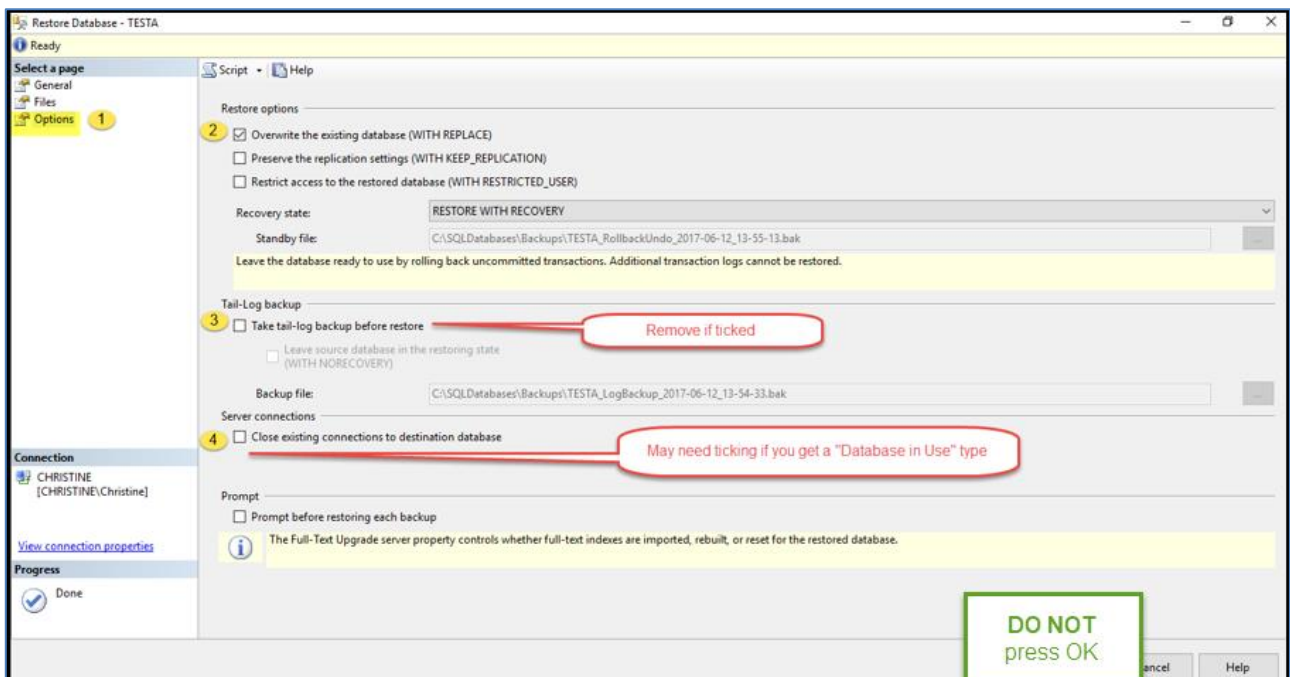 Restore Database - TESTA
Ready
Select a page
General
Files
Options 1
Script Help
Restore options
2 Overwrite the existing database (WITH REPLACE)
Preserve the replication settings (WITH KEEP_REPLICATION)
Restrict access to the restored database (WITH RESTRICTED_USER)
Recovery state: RESTORE WITH RECOVERY
Standby file: C:\SQLDatabases\Backups\TESTA_RollbackUndo_2017-06-12_13-55-13.bak
Leave the database ready to use by rolling back uncommitted transactions. Additional transaction logs cannot be restored.
Tail-Log backup
3 Take tail-log backup before restore Remove if ticked
Leave source database in the restoring state
(WITH NORECOVERY)
Backup file: C:\SQLDatabases\Backups\TESTA_LogBackup_2017-06-12_13-54-33.bak
Server connections
4 Close existing connections to destination database
May need ticking if you get a "Database in Use" type
Connection
CHRISTINE
[CHRISTINE\Christine]
View connection properties
Prompt
Prompt before restoring each backup
The Full-Text Upgrade server property controls whether full-text indexes are imported, rebuilt, or reset for the restored database.
Progress
Done
DO NOT
press OK
ancel Help